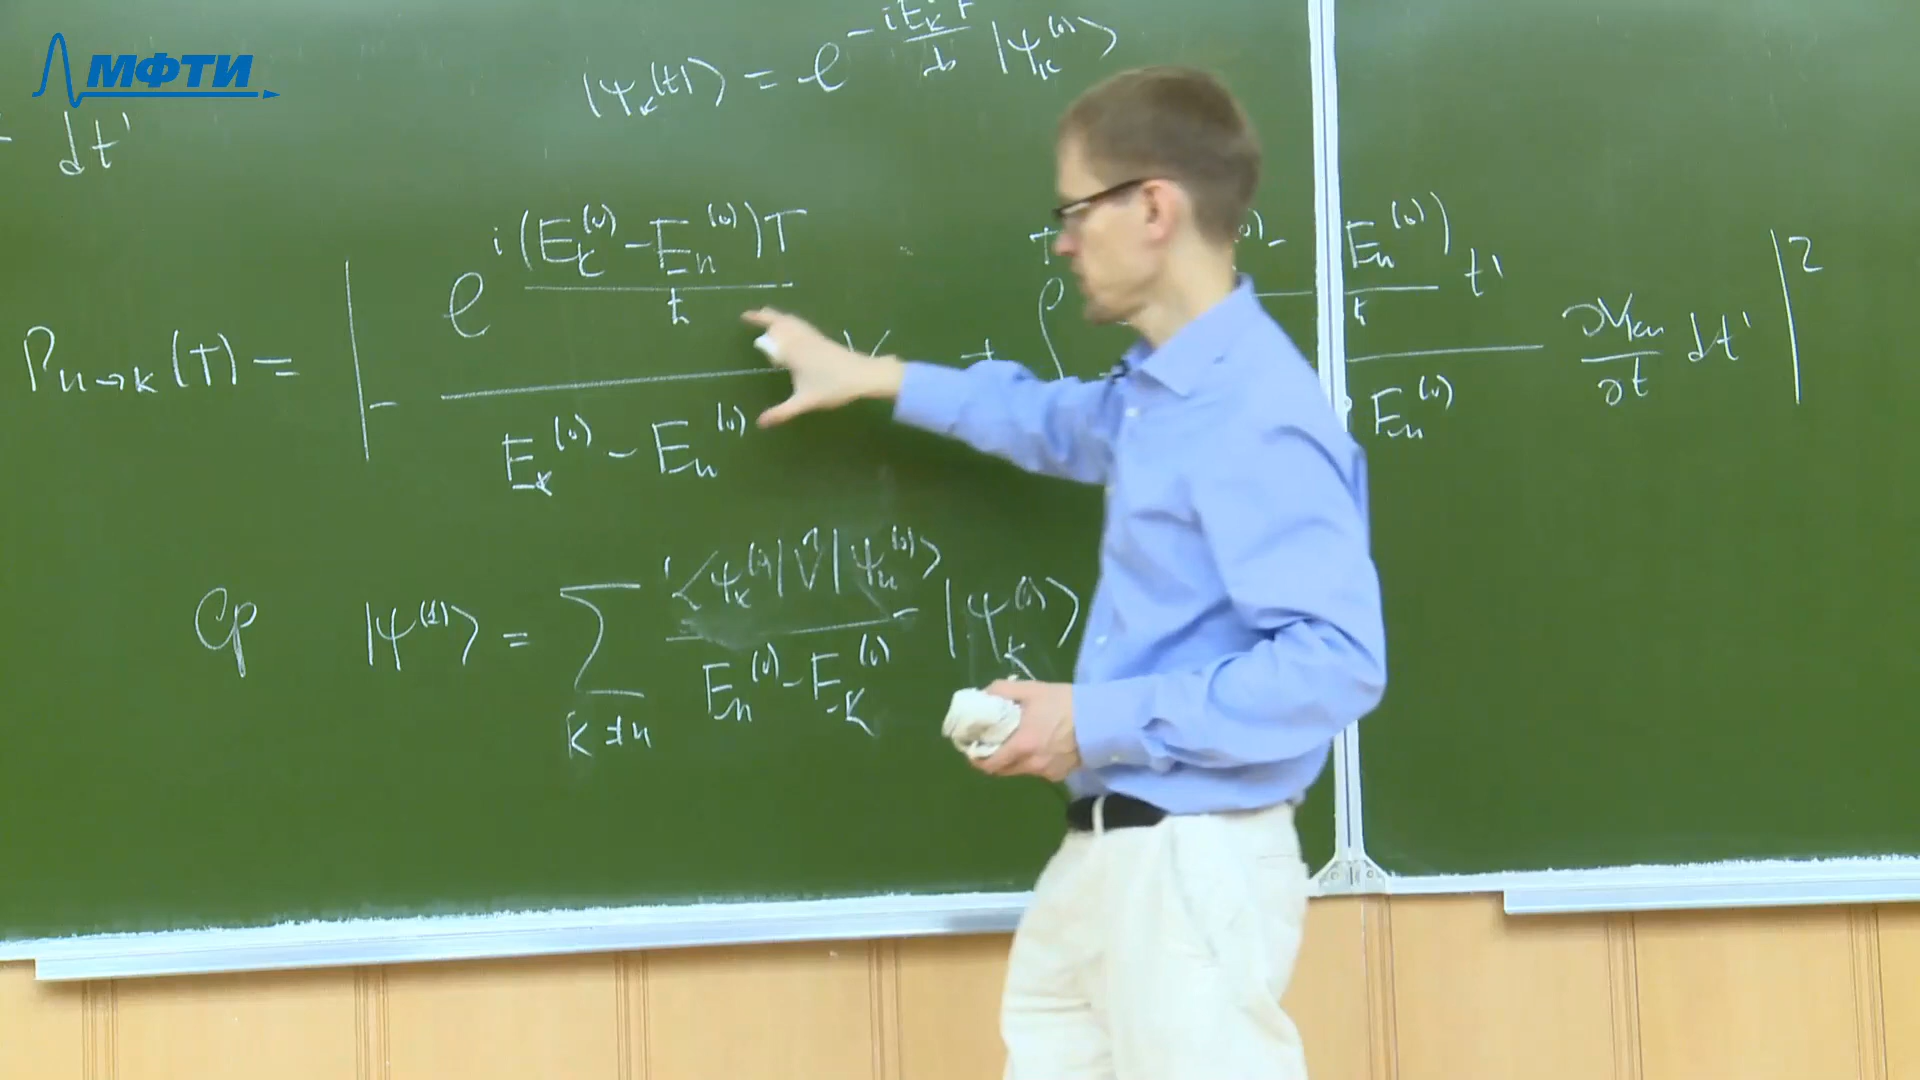 МФТИ
|ψ_k(t)⟩ = e^{-iE_k t/ħ} |ψ_k^{(0)}⟩
dt'
P_{n→k}(T) = | - e^{i(E_k^{(0)} - E_n^{(0)})T/ħ} / (E_k^{(0)} - E_n^{(0)}) V + ∫ E_n^{(0)}) t' / ħ E_n^{(0)} ∂V_{kn}/∂t dt' |^2
Ср |ψ^{(1)}⟩ = Σ_{k≠n} ⟨ψ_k^{(0)}|V̂|ψ_n^{(0)}⟩ / (E_n^{(0)} - E_k^{(0)}) |ψ_k^{(0)}⟩